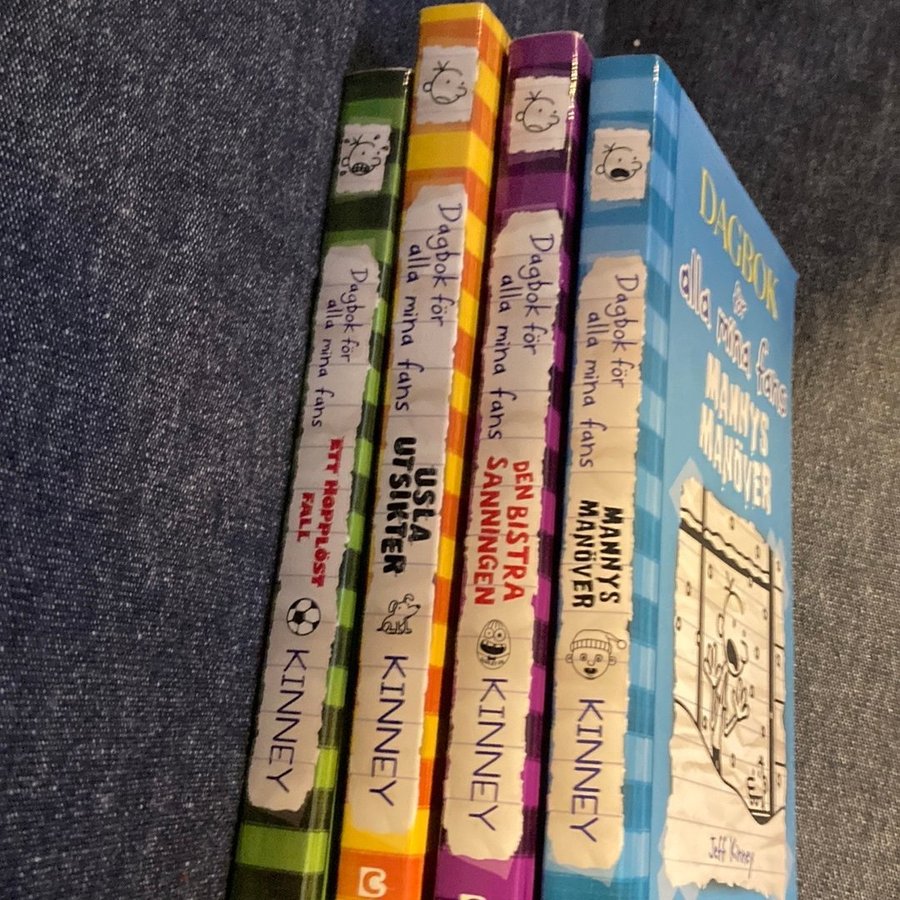 Dagbok för
alla mina fans
ETT HOPPLÖST
FALL
KINNEY
Dagbok för
alla mina fans
USLA
UTSIKTER
KINNEY
B
Dagbok för
alla mina fans
DEN BISTRA
SANNINGEN
KINNEY
Dagbok för
alla mina fans
MANNYS
MANÖVER
KINNEY
DAGBOK
för
alla mina fans
MANNYS
MANÖVER
Jeff Kinney